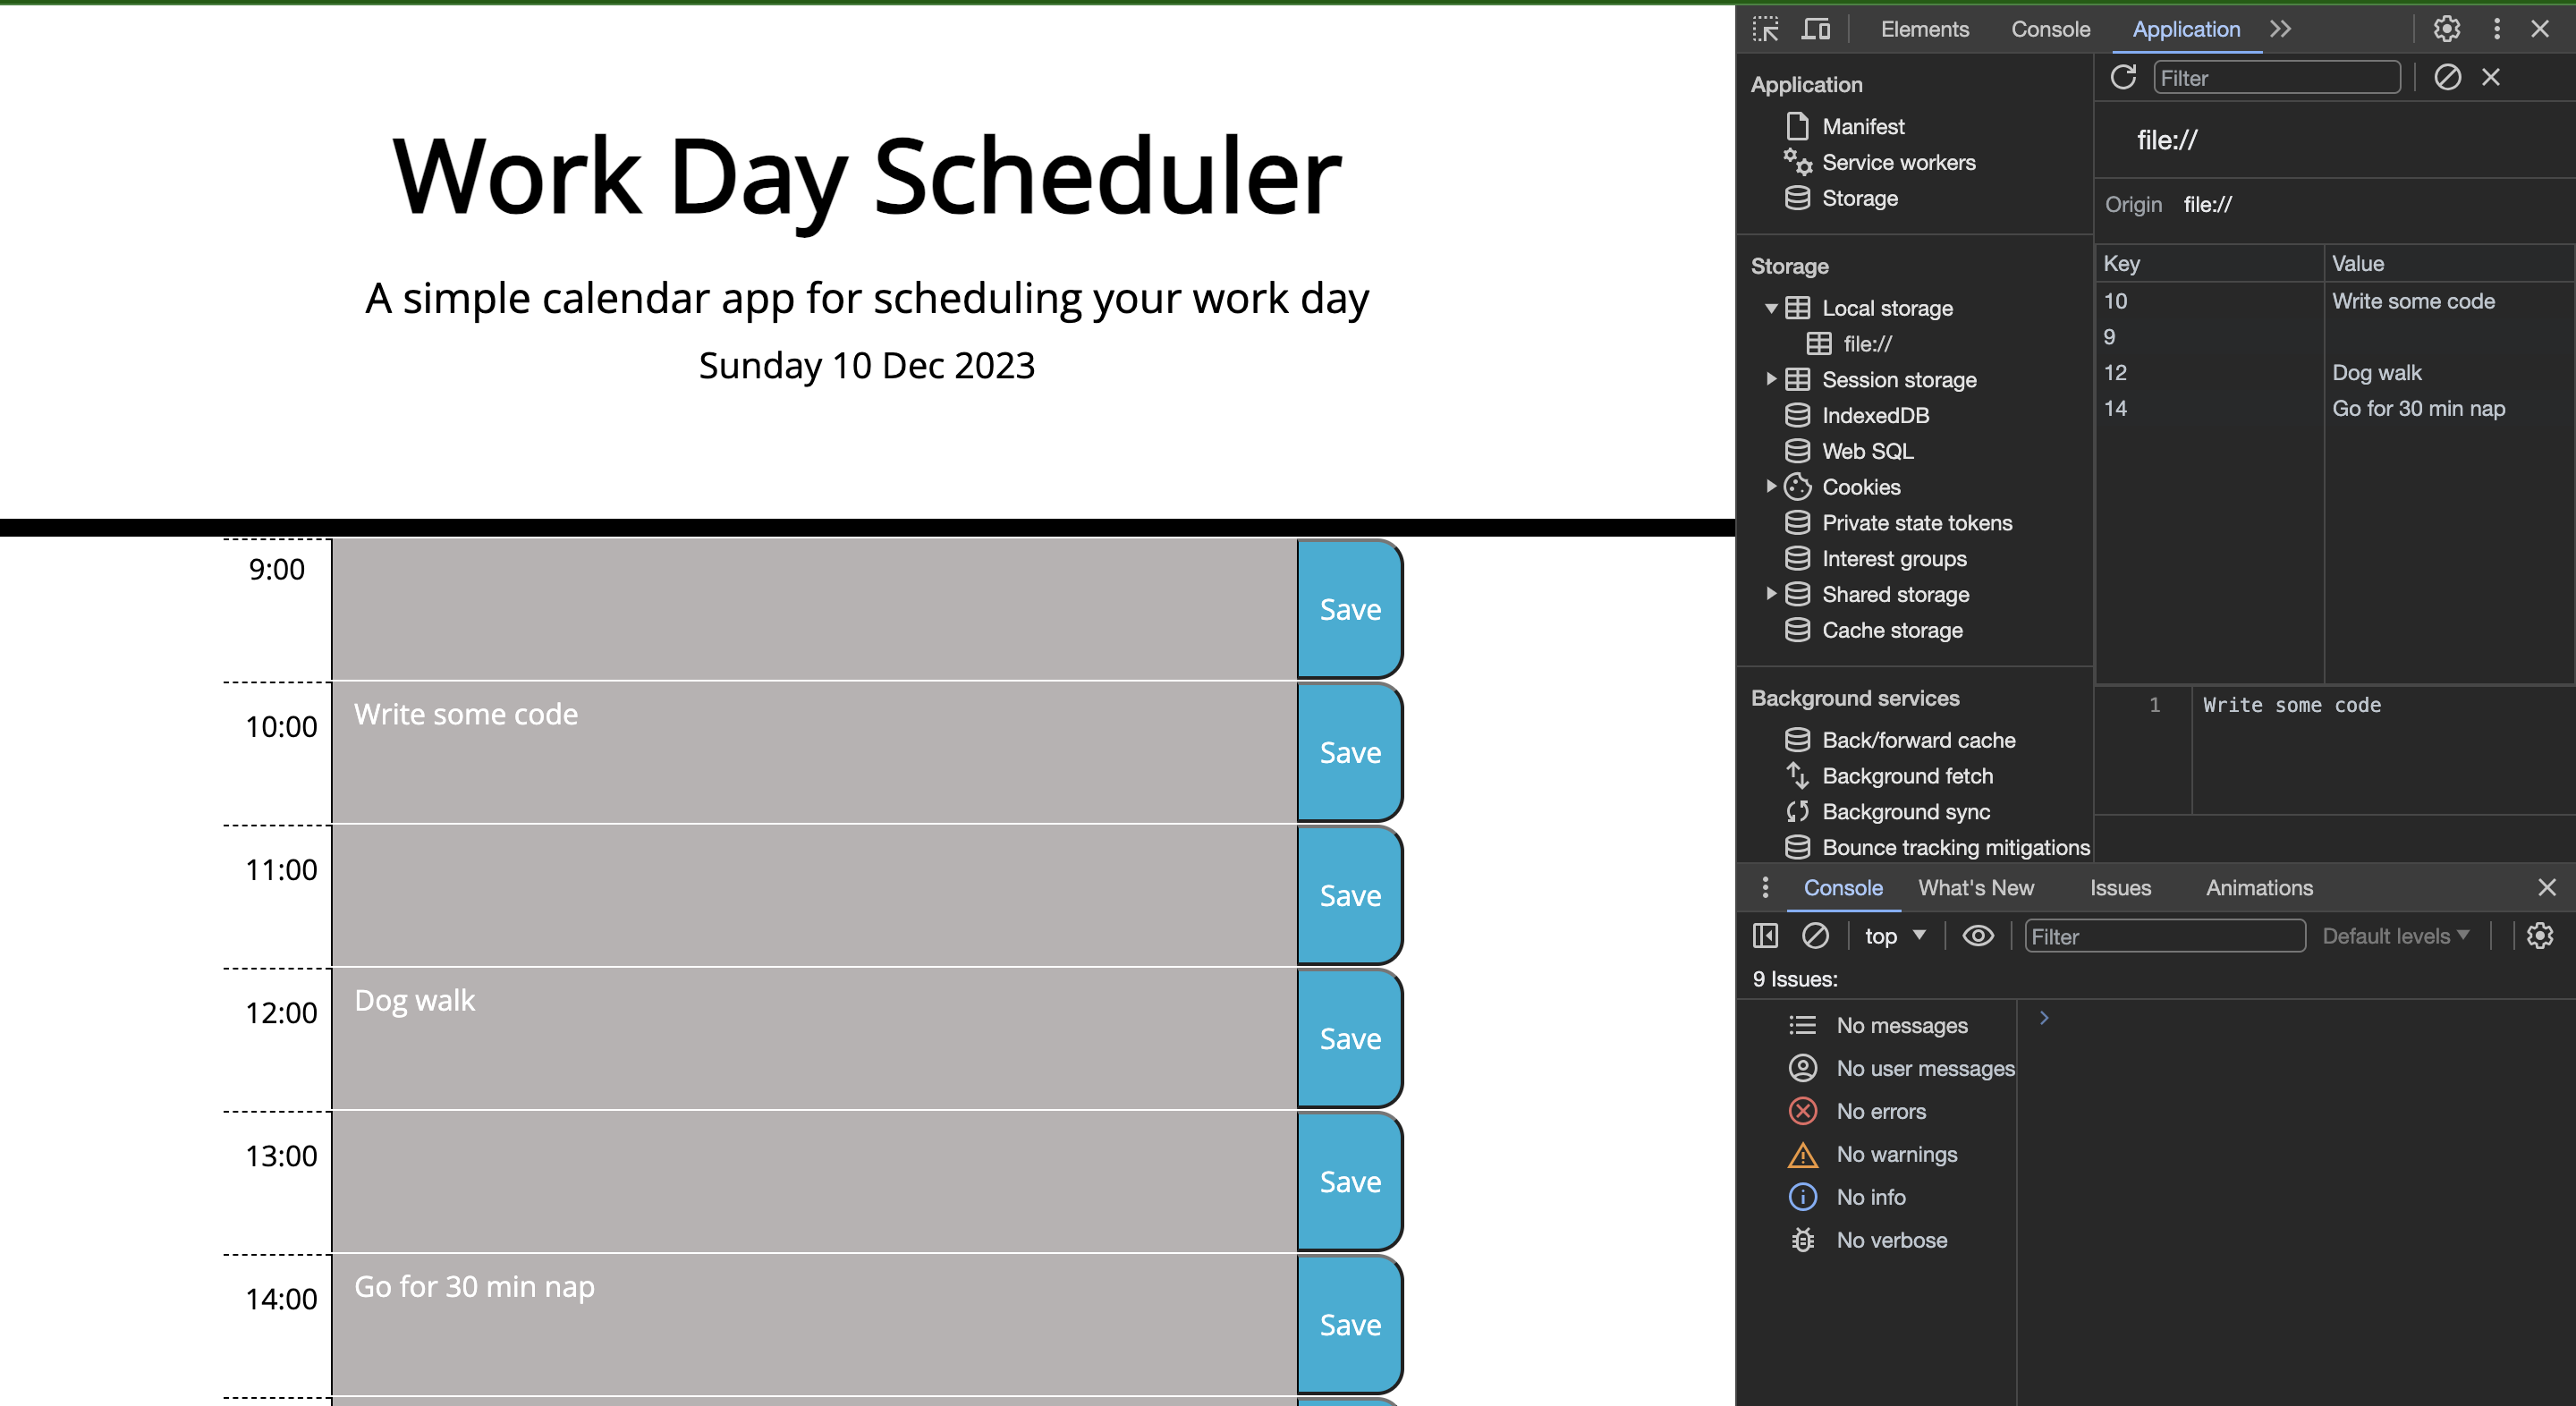 Work Day Scheduler
A simple calendar app for scheduling your work day
Sunday 10 Dec 2023
9:00
Save
10:00
Write some code
Save
11:00
Save
12:00
Dog walk
Save
13:00
Save
14:00
Go for 30 min nap
Save
Elements Console Application
Application
Manifest
Service workers
Storage
Storage
Local storage
file://
Session storage
IndexedDB
Web SQL
Cookies
Private state tokens
Interest groups
Shared storage
Cache storage
Background services
Back/forward cache
Background fetch
Background sync
Bounce tracking mitigations
Filter
file://
Origin file://
Key Value
10 Write some code
9
12 Dog walk
14 Go for 30 min nap
1 Write some code
Console What's New Issues Animations
top Filter Default levels
9 Issues:
No messages
No user messages
No errors
No warnings
No info
No verbose